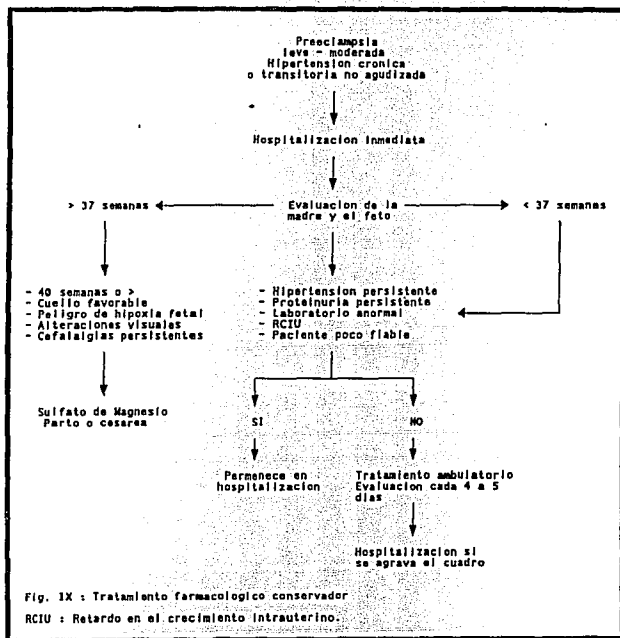 Preeclampsia
leve - moderada
Hipertension cronica
o transitoria no agudizada
Hospitalizacion inmediata
> 37 semanas
Evaluacion de la
madre y el feto
< 37 semanas
- 40 semanas o >
- Cuello favorable
- Peligro de hipoxia fetal
- Alteraciones visuales
- Cefalalgias persistentes
- Hipertension persistente
- Proteinuria persistente
- Laboratorio anormal
- RCIU
- Paciente poco fiable
Sulfato de Magnesio
Parto o cesarea
SI
NO
Permanece en
hospitalizacion
Tratamiento ambulatorio
Evaluacion cada 4 a 5
dias
Hospitalizacion si
se agrava el cuadro
Fig. IX : Tratamiento farmacologico conservador
RCIU : Retardo en el crecimiento intrauterino.